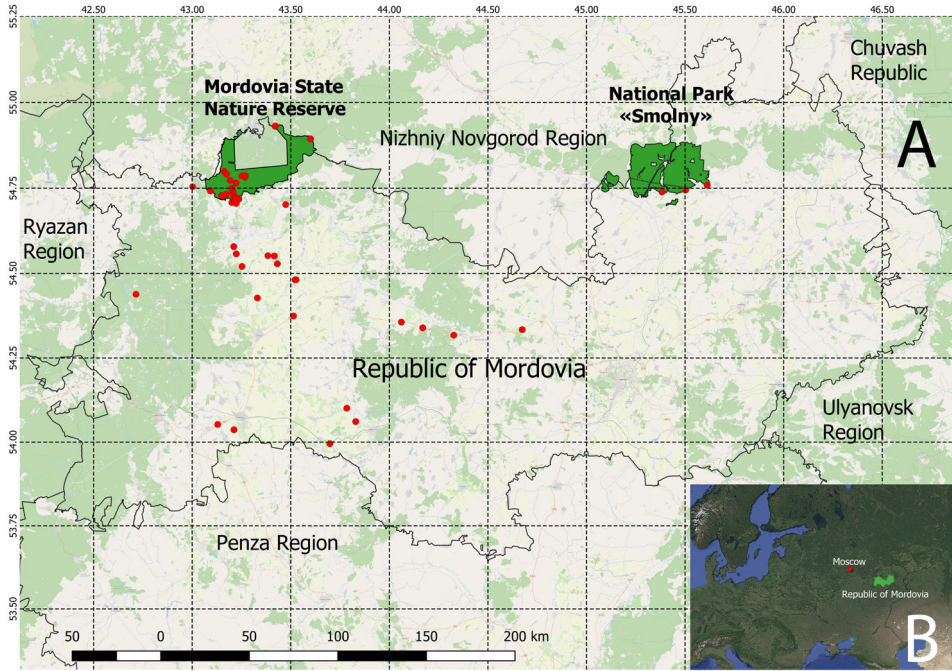 42.50
43.00
43.50
44.00
44.50
45.00
45.50
46.00
46.50
55.25
55.00
54.75
54.50
54.25
54.00
53.75
53.50
Mordovia State
Nature Reserve
National Park
«Smolny»
Chuvash
Republic
Nizhniy Novgorod Region
A
Ryazan
Region
Republic of Mordovia
Ulyanovsk
Region
Penza Region
50 0 50 100 150 200 km
Moscow
Republic of Mordovia
B